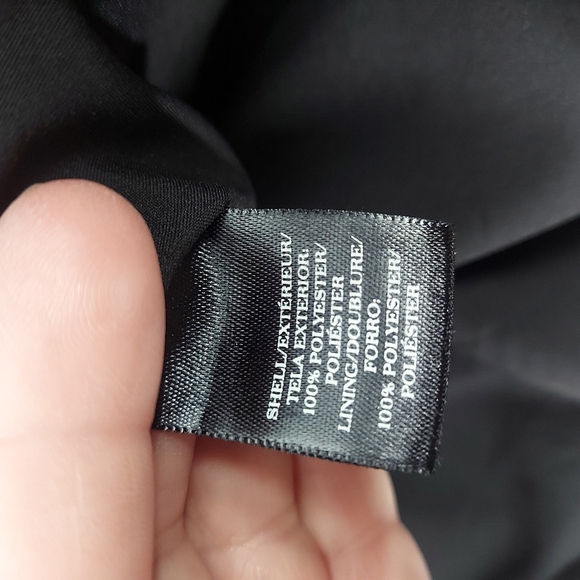 SHELL/EXTÉRIEUR/
TELA EXTERIOR:
100% POLYESTER/
POLIÉSTER
LINING/DOUBLURE/
FORRO:
100% POLYESTER/
POLIÉSTER